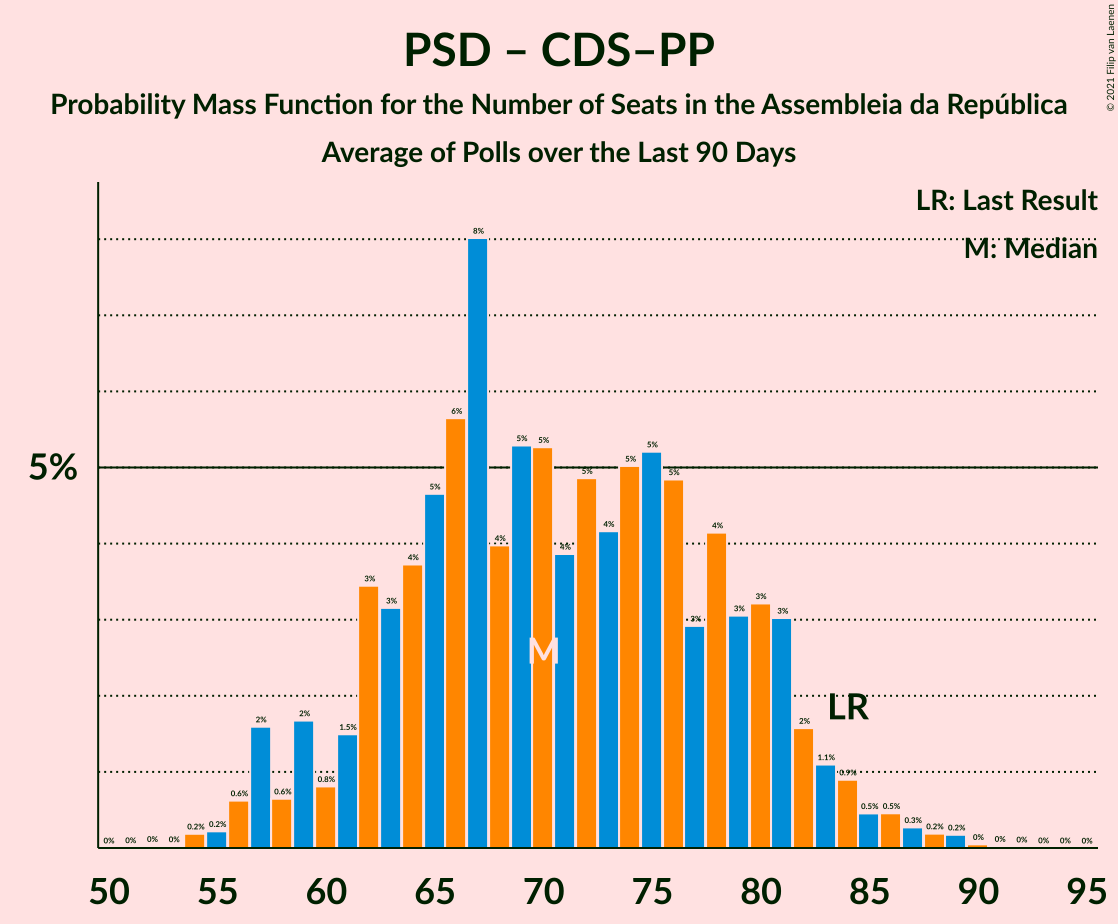 PSD – CDS–PP
Probability Mass Function for the Number of Seats in the Assembleia da República
Average of Polls over the Last 90 Days
© 2021 Filip van Laenen
LR: Last Result
M: Median
5%
0% 0% 0% 0% 0.2% 0.2% 0.6% 2% 0.6% 2% 0.8% 1.5% 3% 3% 4% 5% 6% 8% 4% 5% 5% 4% 5% 4% 5% 5% 5% 3% 4% 3% 3% 3% 2% 1.1% 0.9% 0.5% 0.5% 0.3% 0.2% 0.2% 0% 0% 0% 0% 0% 0%
M
LR
50 55 60 65 70 75 80 85 90 95